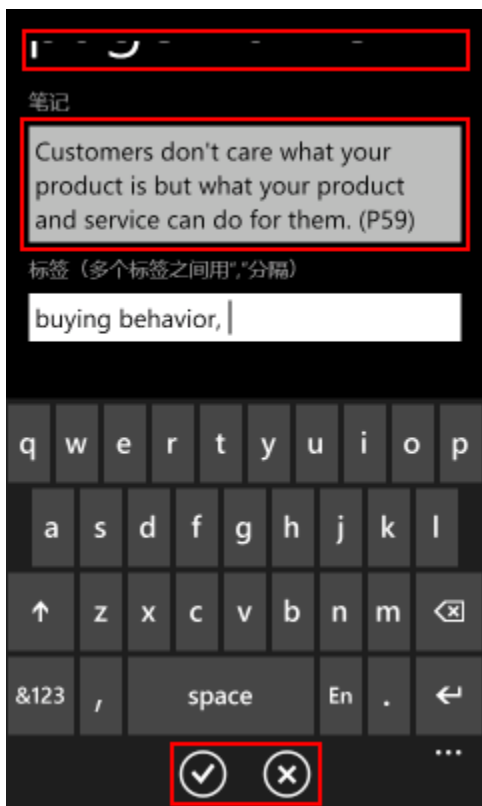 笔记
Customers don't care what your
product is but what your product
and service can do for them. (P59)
标签（多个标签之间用","分隔）
buying behavior,
q w e r t y u i o p
a s d f g h j k l
z x c v b n m
&123 , space En .